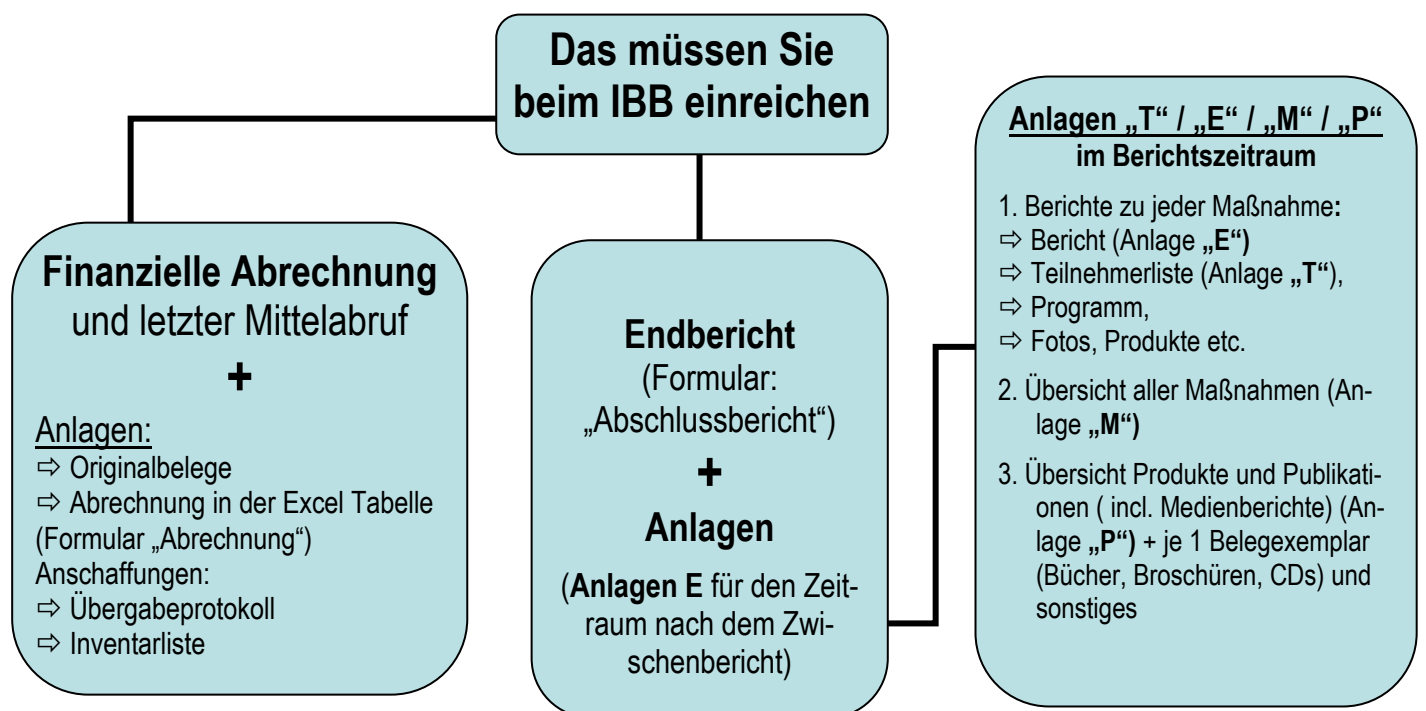 Das müssen Sie
beim IBB einreichen
Finanzielle Abrechnung
und letzter Mittelabruf
+
Anlagen:
⇨ Originalbelege
⇨ Abrechnung in der Excel Tabelle
(Formular „Abrechnung“)
Anschaffungen:
⇨ Übergabeprotokoll
⇨ Inventarliste
Endbericht
(Formular:
„Abschlussbericht“)
+
Anlagen
(Anlagen E für den Zeit-
raum nach dem Zwi-
schenbericht)
Anlagen „T“ / „E“ / „M“ / „P“
im Berichtszeitraum
1. Berichte zu jeder Maßnahme:
⇨ Bericht (Anlage „E“)
⇨ Teilnehmerliste (Anlage „T“),
⇨ Programm,
⇨ Fotos, Produkte etc.
2. Übersicht aller Maßnahmen (An-
lage „M“)
3. Übersicht Produkte und Publikati-
onen ( incl. Medienberichte) (An-
lage „P“) + je 1 Belegexemplar
(Bücher, Broschüren, CDs) und
sonstiges